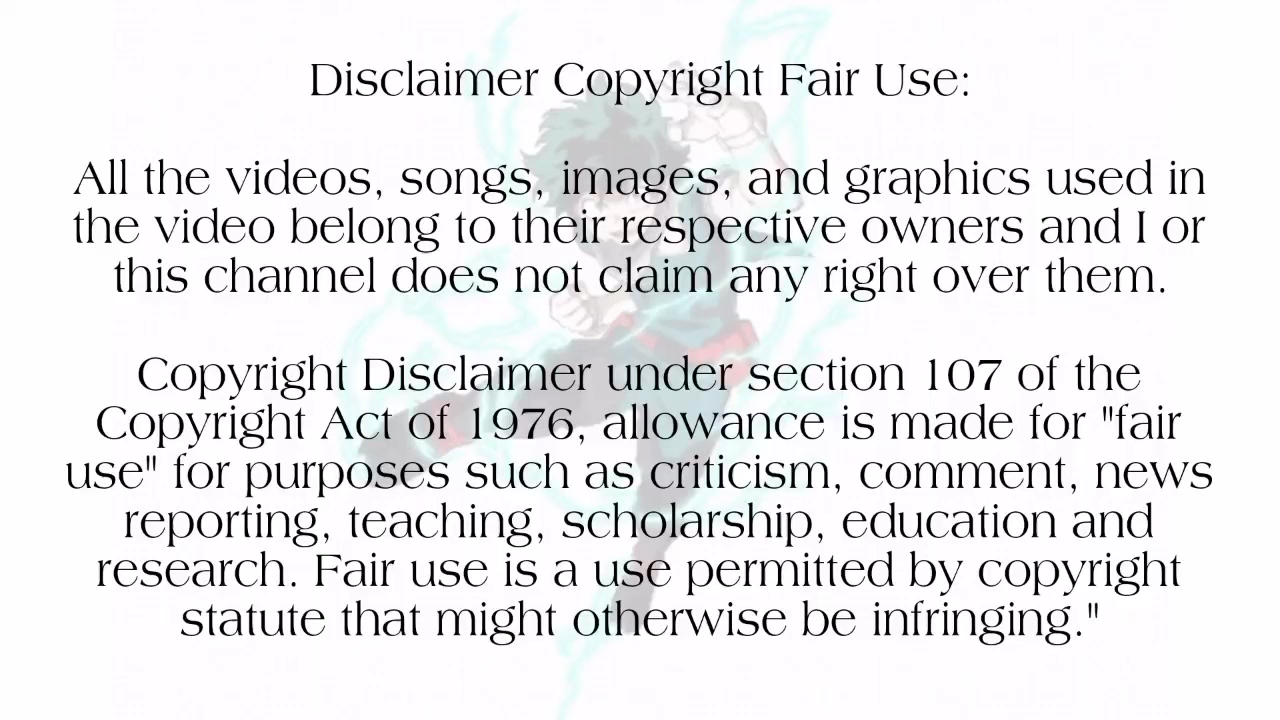 Disclaimer Copyright Fair Use:
All the videos, songs, images, and graphics used in
the video belong to their respective owners and I or
this channel does not claim any right over them.
Copyright Disclaimer under section 107 of the
Copyright Act of 1976, allowance is made for "fair
use" for purposes such as criticism, comment, news
reporting, teaching, scholarship, education and
research. Fair use is a use permitted by copyright
statute that might otherwise be infringing."